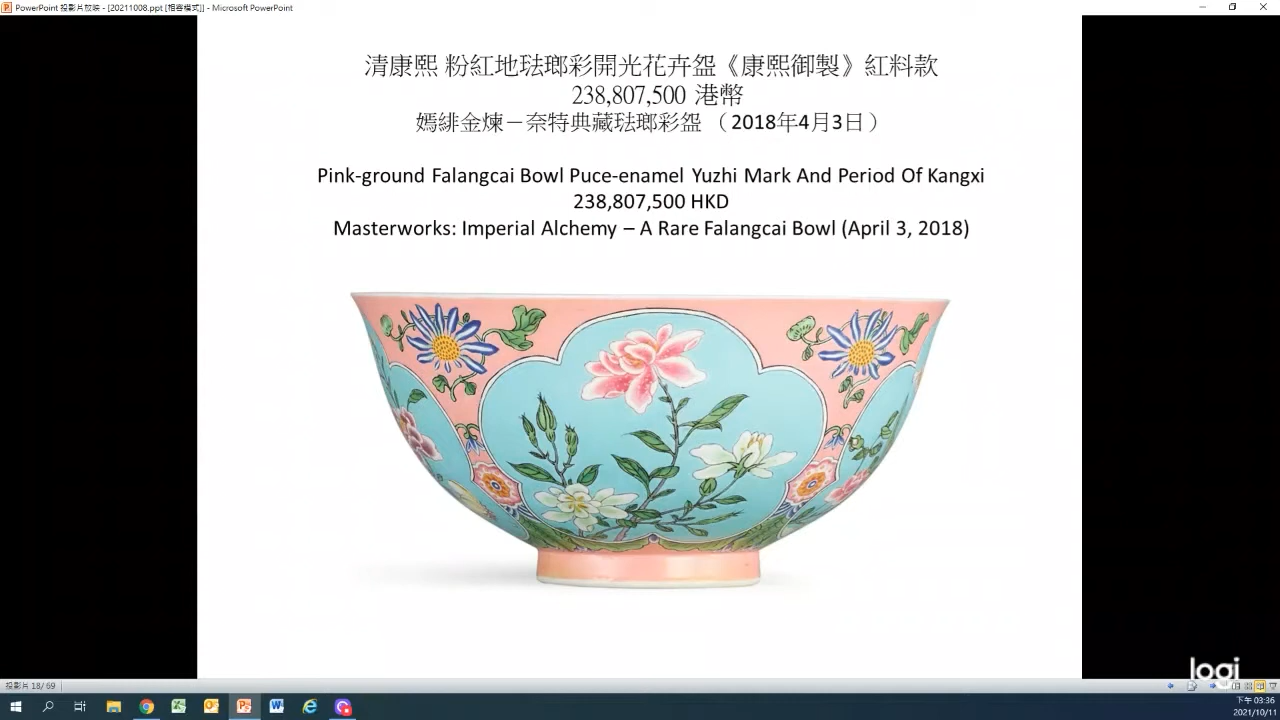 PowerPoint 投影片放映 - [20211008.ppt [相容模式]] - Microsoft PowerPoint
清康熙 粉紅地琺瑯彩開光花卉盌《康熙御製》紅料款
238,807,500 港幣
嫣緋金煉－奈特典藏琺瑯彩盌 （2018年4月3日）
Pink-ground Falangcai Bowl Puce-enamel Yuzhi Mark And Period Of Kangxi
238,807,500 HKD
Masterworks: Imperial Alchemy – A Rare Falangcai Bowl (April 3, 2018)
logi
投影片 18/ 69
下午 03:36
2021/10/11